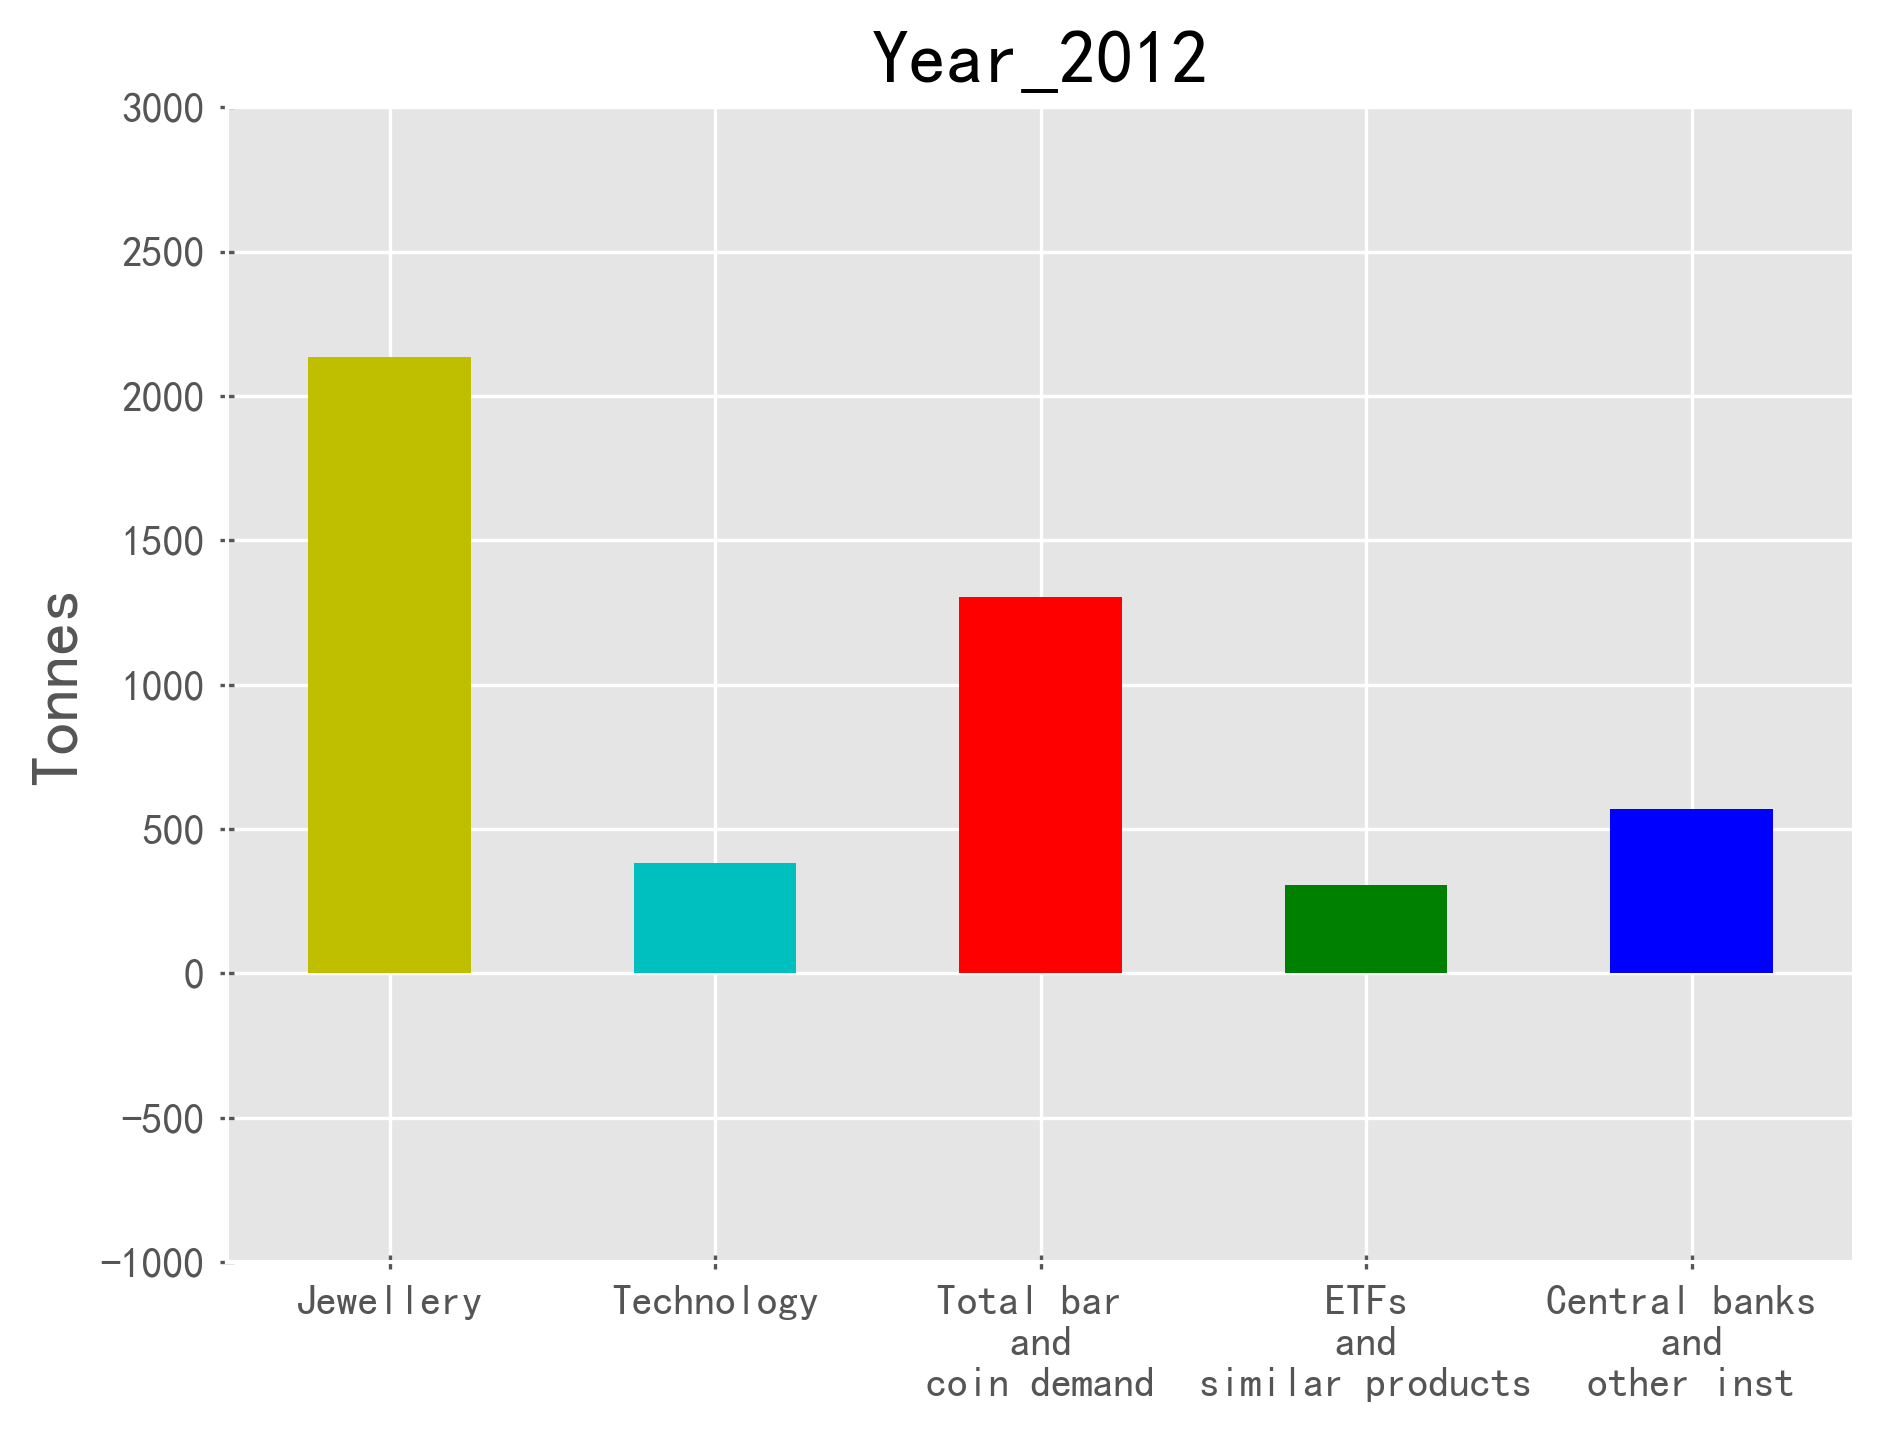 Year_2012
3000
2500
2000
1500
1000
500
0
−500
−1000
Tonnes
Jewellery
Technology
Total bar
and
coin demand
ETFs
and
similar products
Central banks
and
other inst